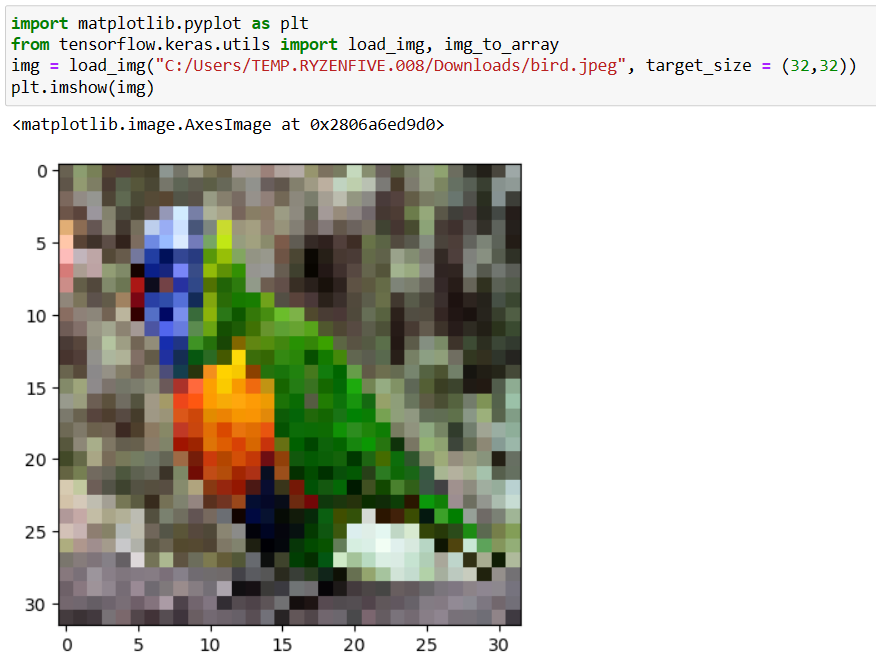 import matplotlib.pyplot as plt
from tensorflow.keras.utils import load_img, img_to_array
img = load_img("C:/Users/TEMP.RYZENFIVE.008/Downloads/bird.jpeg", target_size = (32,32))
plt.imshow(img)
<matplotlib.image.AxesImage at 0x2806a6ed9d0>
0
5
10
15
20
25
30
0 5 10 15 20 25 30